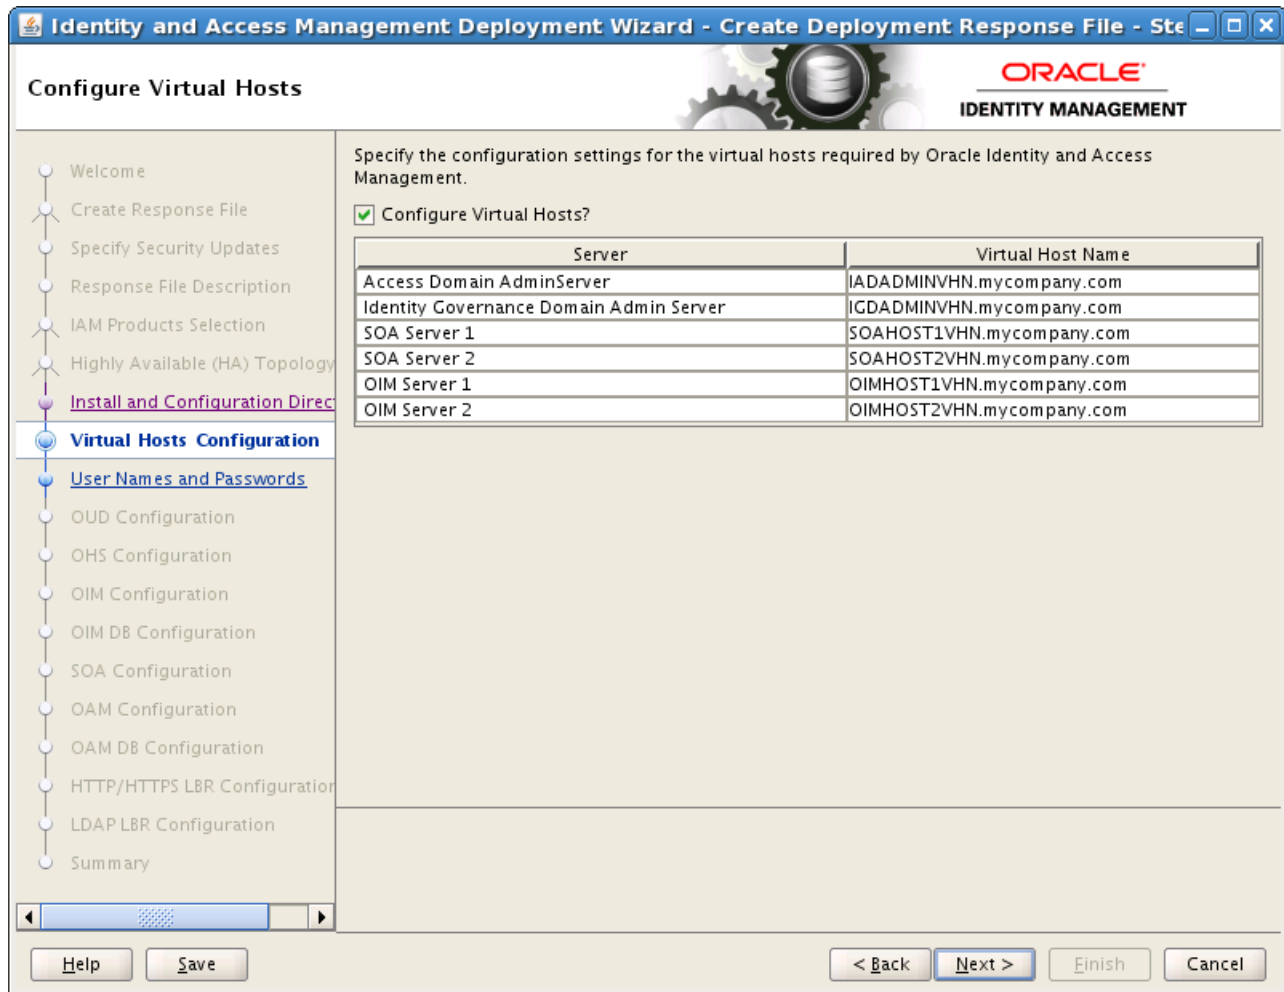 Identity and Access Management Deployment Wizard - Create Deployment Response File - Ste
Configure Virtual Hosts
ORACLE
IDENTITY MANAGEMENT
Welcome
Create Response File
Specify Security Updates
Response File Description
IAM Products Selection
Highly Available (HA) Topology
Install and Configuration Direc
Virtual Hosts Configuration
User Names and Passwords
OUD Configuration
OHS Configuration
OIM Configuration
OIM DB Configuration
SOA Configuration
OAM Configuration
OAM DB Configuration
HTTP/HTTPS LBR Configuration
LDAP LBR Configuration
Summary
Specify the configuration settings for the virtual hosts required by Oracle Identity and Access
Management.
Configure Virtual Hosts?
Server Virtual Host Name
Access Domain AdminServer IADADMINVHN.mycompany.com
Identity Governance Domain Admin Server IGDADMINVHN.mycompany.com
SOA Server 1 SOAHOST1VHN.mycompany.com
SOA Server 2 SOAHOST2VHN.mycompany.com
OIM Server 1 OIMHOST1VHN.mycompany.com
OIM Server 2 OIMHOST2VHN.mycompany.com
Help Save < Back Next > Finish Cancel